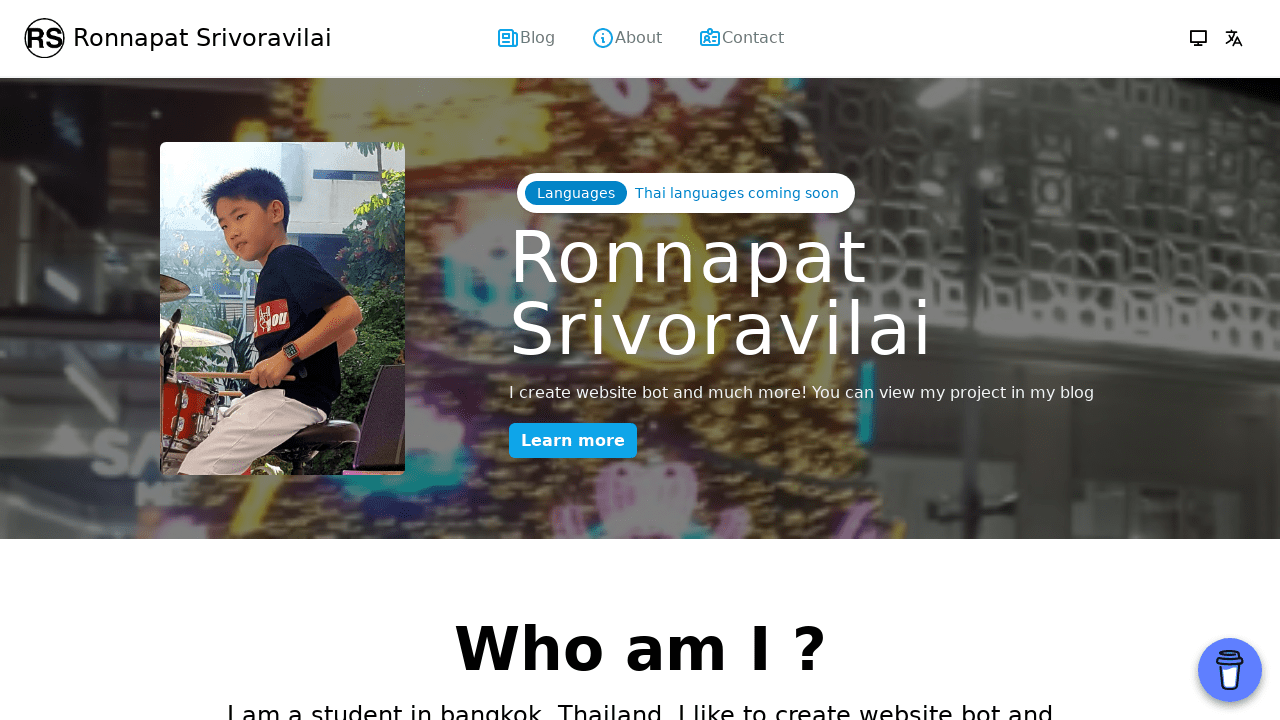 RS
Ronnapat Srivoravilai
Blog
About
Contact
Languages
Thai languages coming soon
Ronnapat
Srivoravilai
I create website bot and much more! You can view my project in my blog
Learn more
Who am I ?
I am a student in bangkok, Thailand. I like to create website bot and